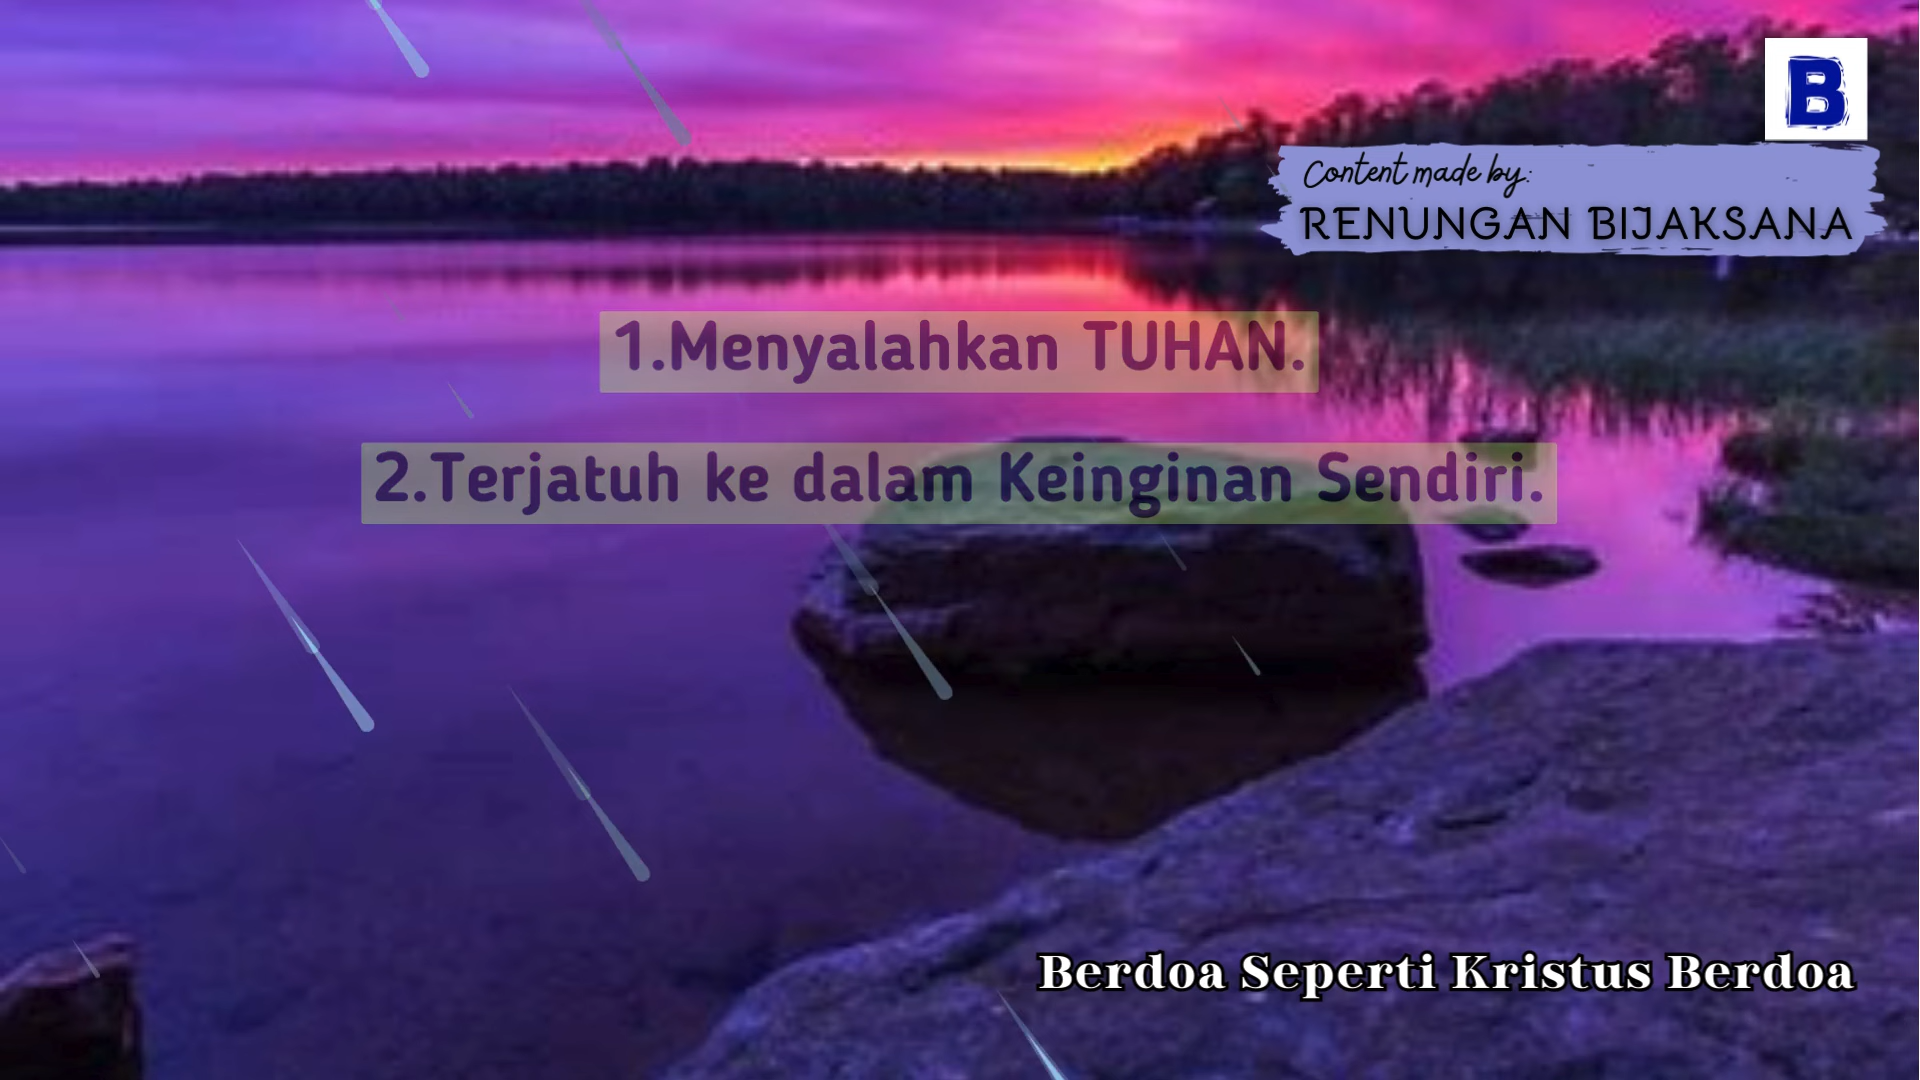 B
Content made by:
RENUNGAN BIJAKSANA
1.Menyalahkan TUHAN.
2.Terjatuh ke dalam Keinginan Sendiri.
Berdoa Seperti Kristus Berdoa